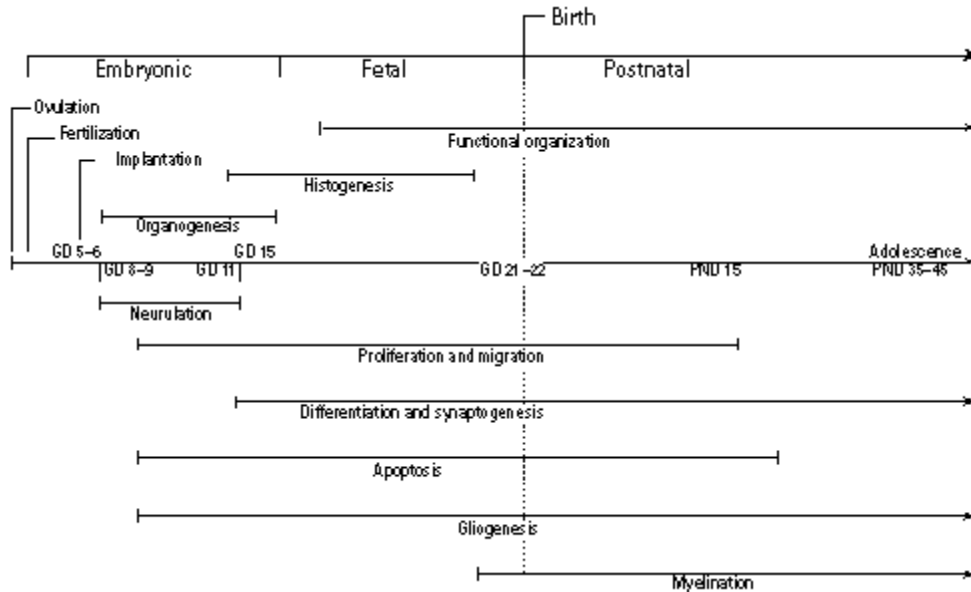 Birth
Embryonic Fetal Postnatal
Ovulation
Fertilization
Functional organization
Implantation
Histogenesis
Organogenesis
GD 5–6 GD 15 Adolescence
GD 8–9 GD 11 GD 21–22 PND 15 PND 35–45
Neurulation
Proliferation and migration
Differentiation and synaptogenesis
Apoptosis
Gliogenesis
Myelination